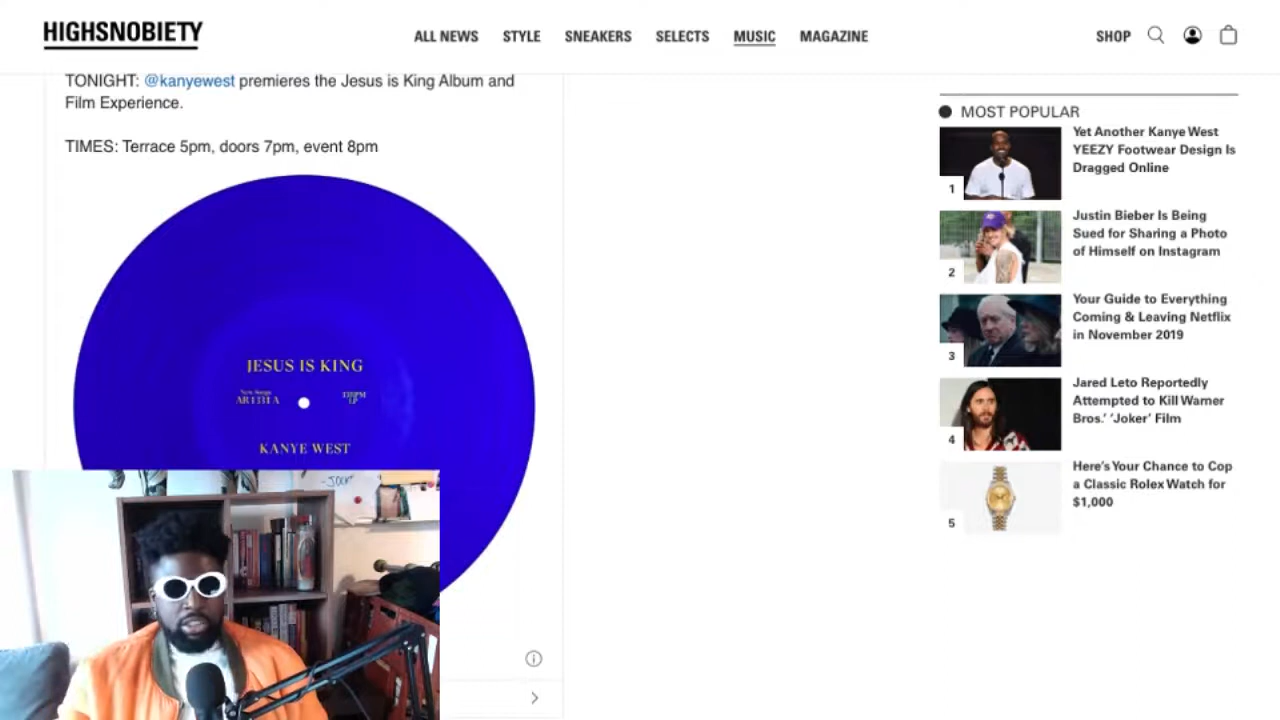 HIGHSNOBIETY
ALL NEWS STYLE SNEAKERS SELECTS MUSIC MAGAZINE
SHOP
TONIGHT: @kanyewest premieres the Jesus is King Album and
Film Experience.
TIMES: Terrace 5pm, doors 7pm, event 8pm
JESUS IS KING
KANYE WEST
MOST POPULAR
Yet Another Kanye West
YEEZY Footwear Design Is
Dragged Online
1
Justin Bieber Is Being
Sued for Sharing a Photo
of Himself on Instagram
2
Your Guide to Everything
Coming & Leaving Netflix
in November 2019
3
Jared Leto Reportedly
Attempted to Kill Warner
Bros.' 'Joker' Film
4
Here's Your Chance to Cop
a Classic Rolex Watch for
$1,000
5